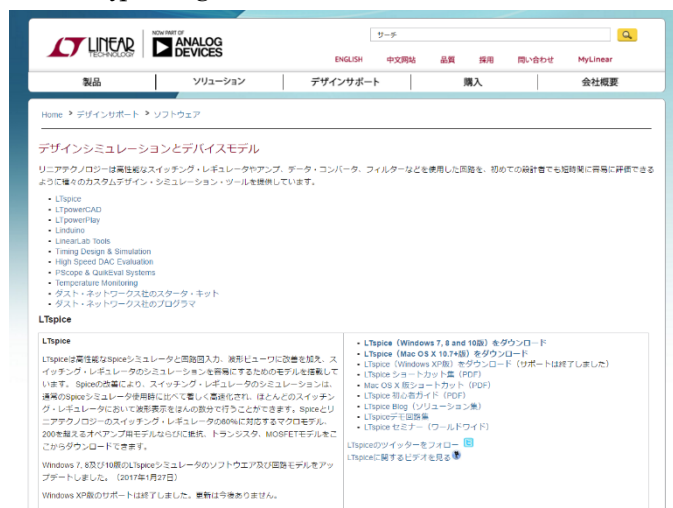 LINEAR
TECHNOLOGY
NOW PART OF
ANALOG
DEVICES
サーチ
ENGLISH 中文网站 品質 採用 問い合わせ MyLinear
製品 ソリューション デザインサポート 購入 会社概要
Home > デザインサポート > ソフトウェア
デザインシミュレーションとデバイスモデル
リニアテクノロジーは高性能なスイッチング・レギュレータやアンプ、データ・コンバータ、フィルターなどを使用した回路を、初めての設計者でも短時間に容易に評価できる
ように種々のカスタムデザイン・シミュレーション・ツールを提供しています。
• LTspice
• LTpowerCAD
• LTpowerPlay
• Linduino
• LinearLab Tools
• Timing Design & Simulation
• High Speed DAC Evaluation
• PScope & QuikEval Systems
• Temperature Monitoring
• ダスト・ネットワークス社のスタータ・キット
• ダスト・ネットワークス社のプログラマ
LTspice
LTspice
LTspiceは高性能なSpiceシミュレータと回路図入力、波形ビューワに改善を加え、ス
イッチング・レギュレータのシミュレーションを容易にするためのモデルを搭載して
います。 Spiceの改善により、スイッチング・レギュレータのシミュレーションは、
通常のSpiceシミュレータ使用時に比べて著しく高速化され、ほとんどのスイッチン
グ・レギュレータにおいて波形表示をほんの数分で行うことができます。Spiceとリ
ニアテクノロジーのスイッチング・レギュレータの80%に対応するマクロモデル、
200を超えるオペアンプ用モデルならびに抵抗、トランジスタ、MOSFETモデルをこ
こからダウンロードできます。
Windows 7, 8及び10版のLTspiceシミュレータのソフトウエア及び回路モデルをアッ
プデートしました。（2017年1月27日）
Windows XP版のサポートは終了しました。更新は今後ありません。
• LTspice（Windows 7, 8 and 10版）をダウンロード
• LTspice（Mac OS X 10.7+版）をダウンロード
• LTspice（Windows XP版）をダウンロード（サポートは終了しました）
• LTspice ショートカット集（PDF）
• Mac OS X 版ショートカット（PDF）
• LTspice 初心者ガイド（PDF）
• LTspice Blog（ソリューション集）
• LTspiceデモ回路集
• LTspice セミナー（ワールドワイド）
LTspiceのツイッターをフォロー
LTspiceに関するビデオを見る